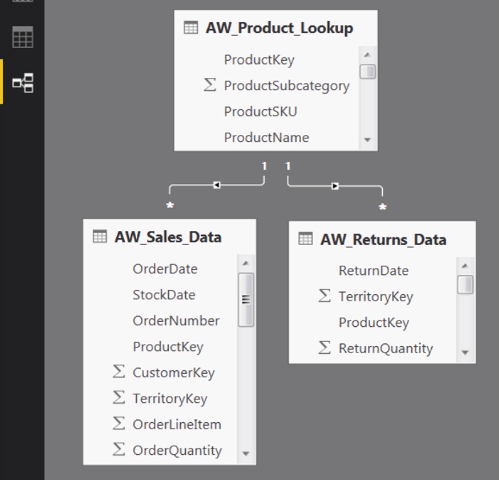 AW_Product_Lookup
ProductKey
Σ ProductSubcategory
ProductSKU
ProductName
1 1
* *
AW_Sales_Data
OrderDate
StockDate
OrderNumber
ProductKey
Σ CustomerKey
Σ TerritoryKey
Σ OrderLineItem
Σ OrderQuantity
AW_Returns_Data
ReturnDate
Σ TerritoryKey
ProductKey
Σ ReturnQuantity